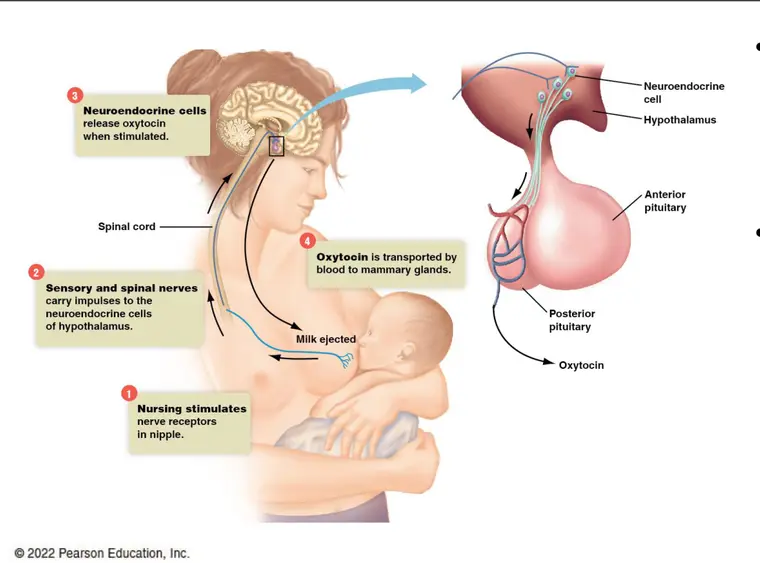 3
Neuroendocrine cells
release oxytocin
when stimulated.
Spinal cord
2
Sensory and spinal nerves
carry impulses to the
neuroendocrine cells
of hypothalamus.
1
Nursing stimulates
nerve receptors
in nipple.
4
Oxytocin is transported by
blood to mammary glands.
Milk ejected
Neuroendocrine
cell
Hypothalamus
Anterior
pituitary
Posterior
pituitary
Oxytocin
© 2022 Pearson Education, Inc.